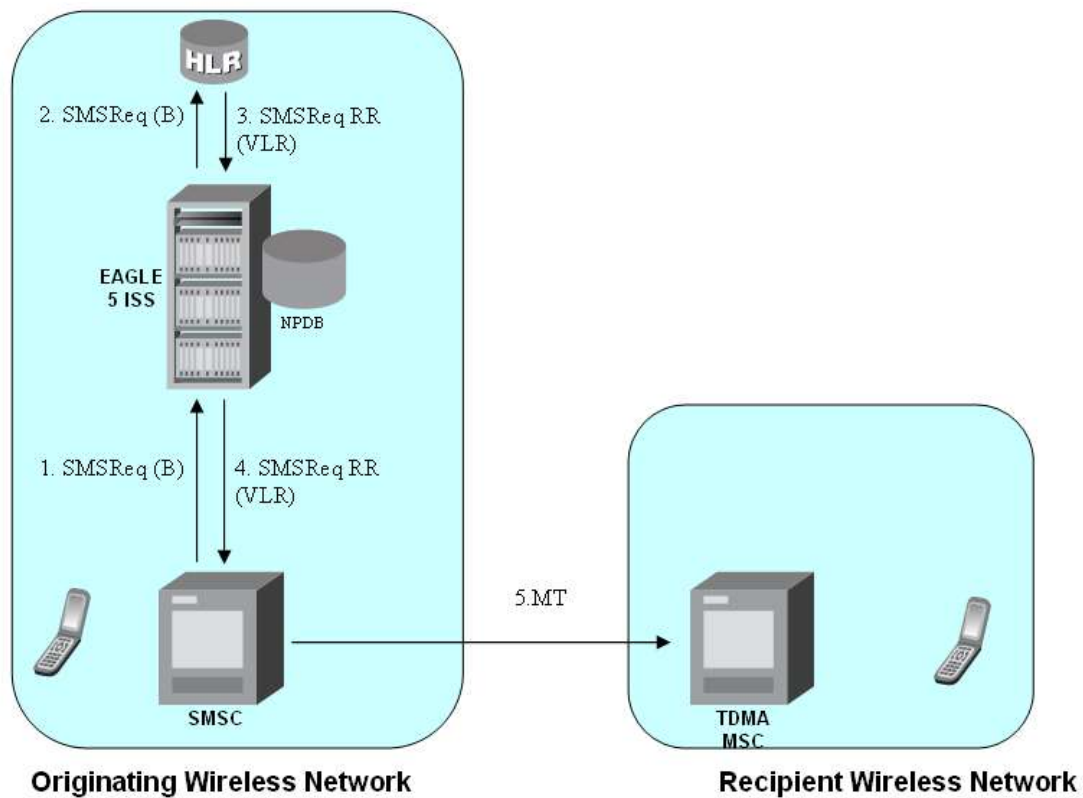 HLR
2. SMSReq (B)
3. SMSReq RR
(VLR)
EAGLE
5 ISS
NPDB
1. SMSReq (B)
4. SMSReq RR
(VLR)
5.MT
SMSC
TDMA
MSC
Originating Wireless Network
Recipient Wireless Network